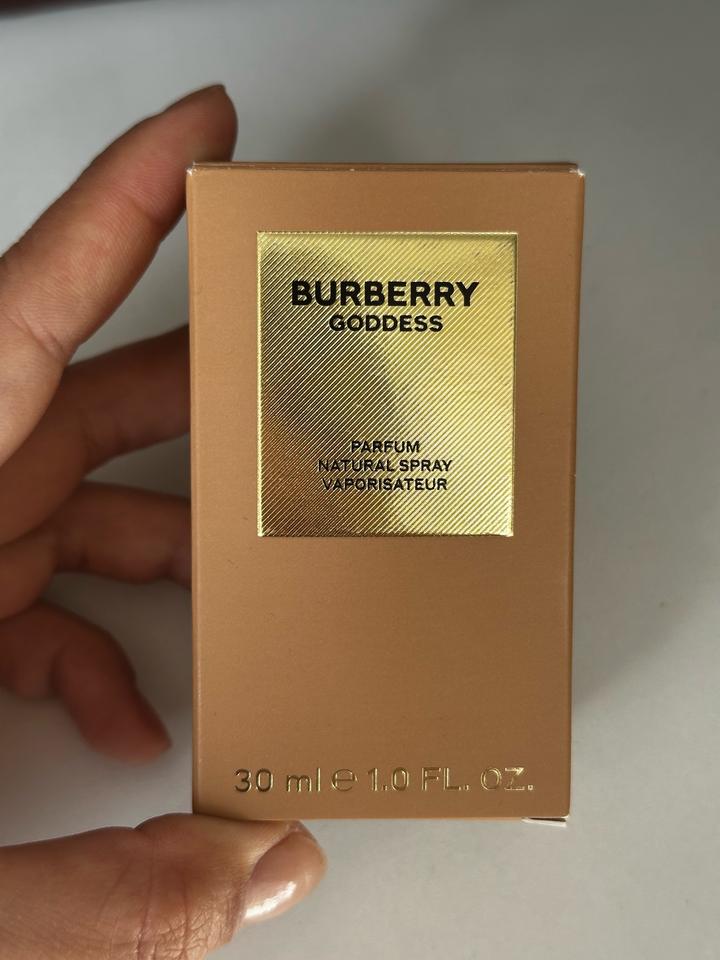 BURBERRY
GODDESS
PARFUM
NATURAL SPRAY
VAPORISATEUR
30 ml ℮ 1.0 FL. OZ.